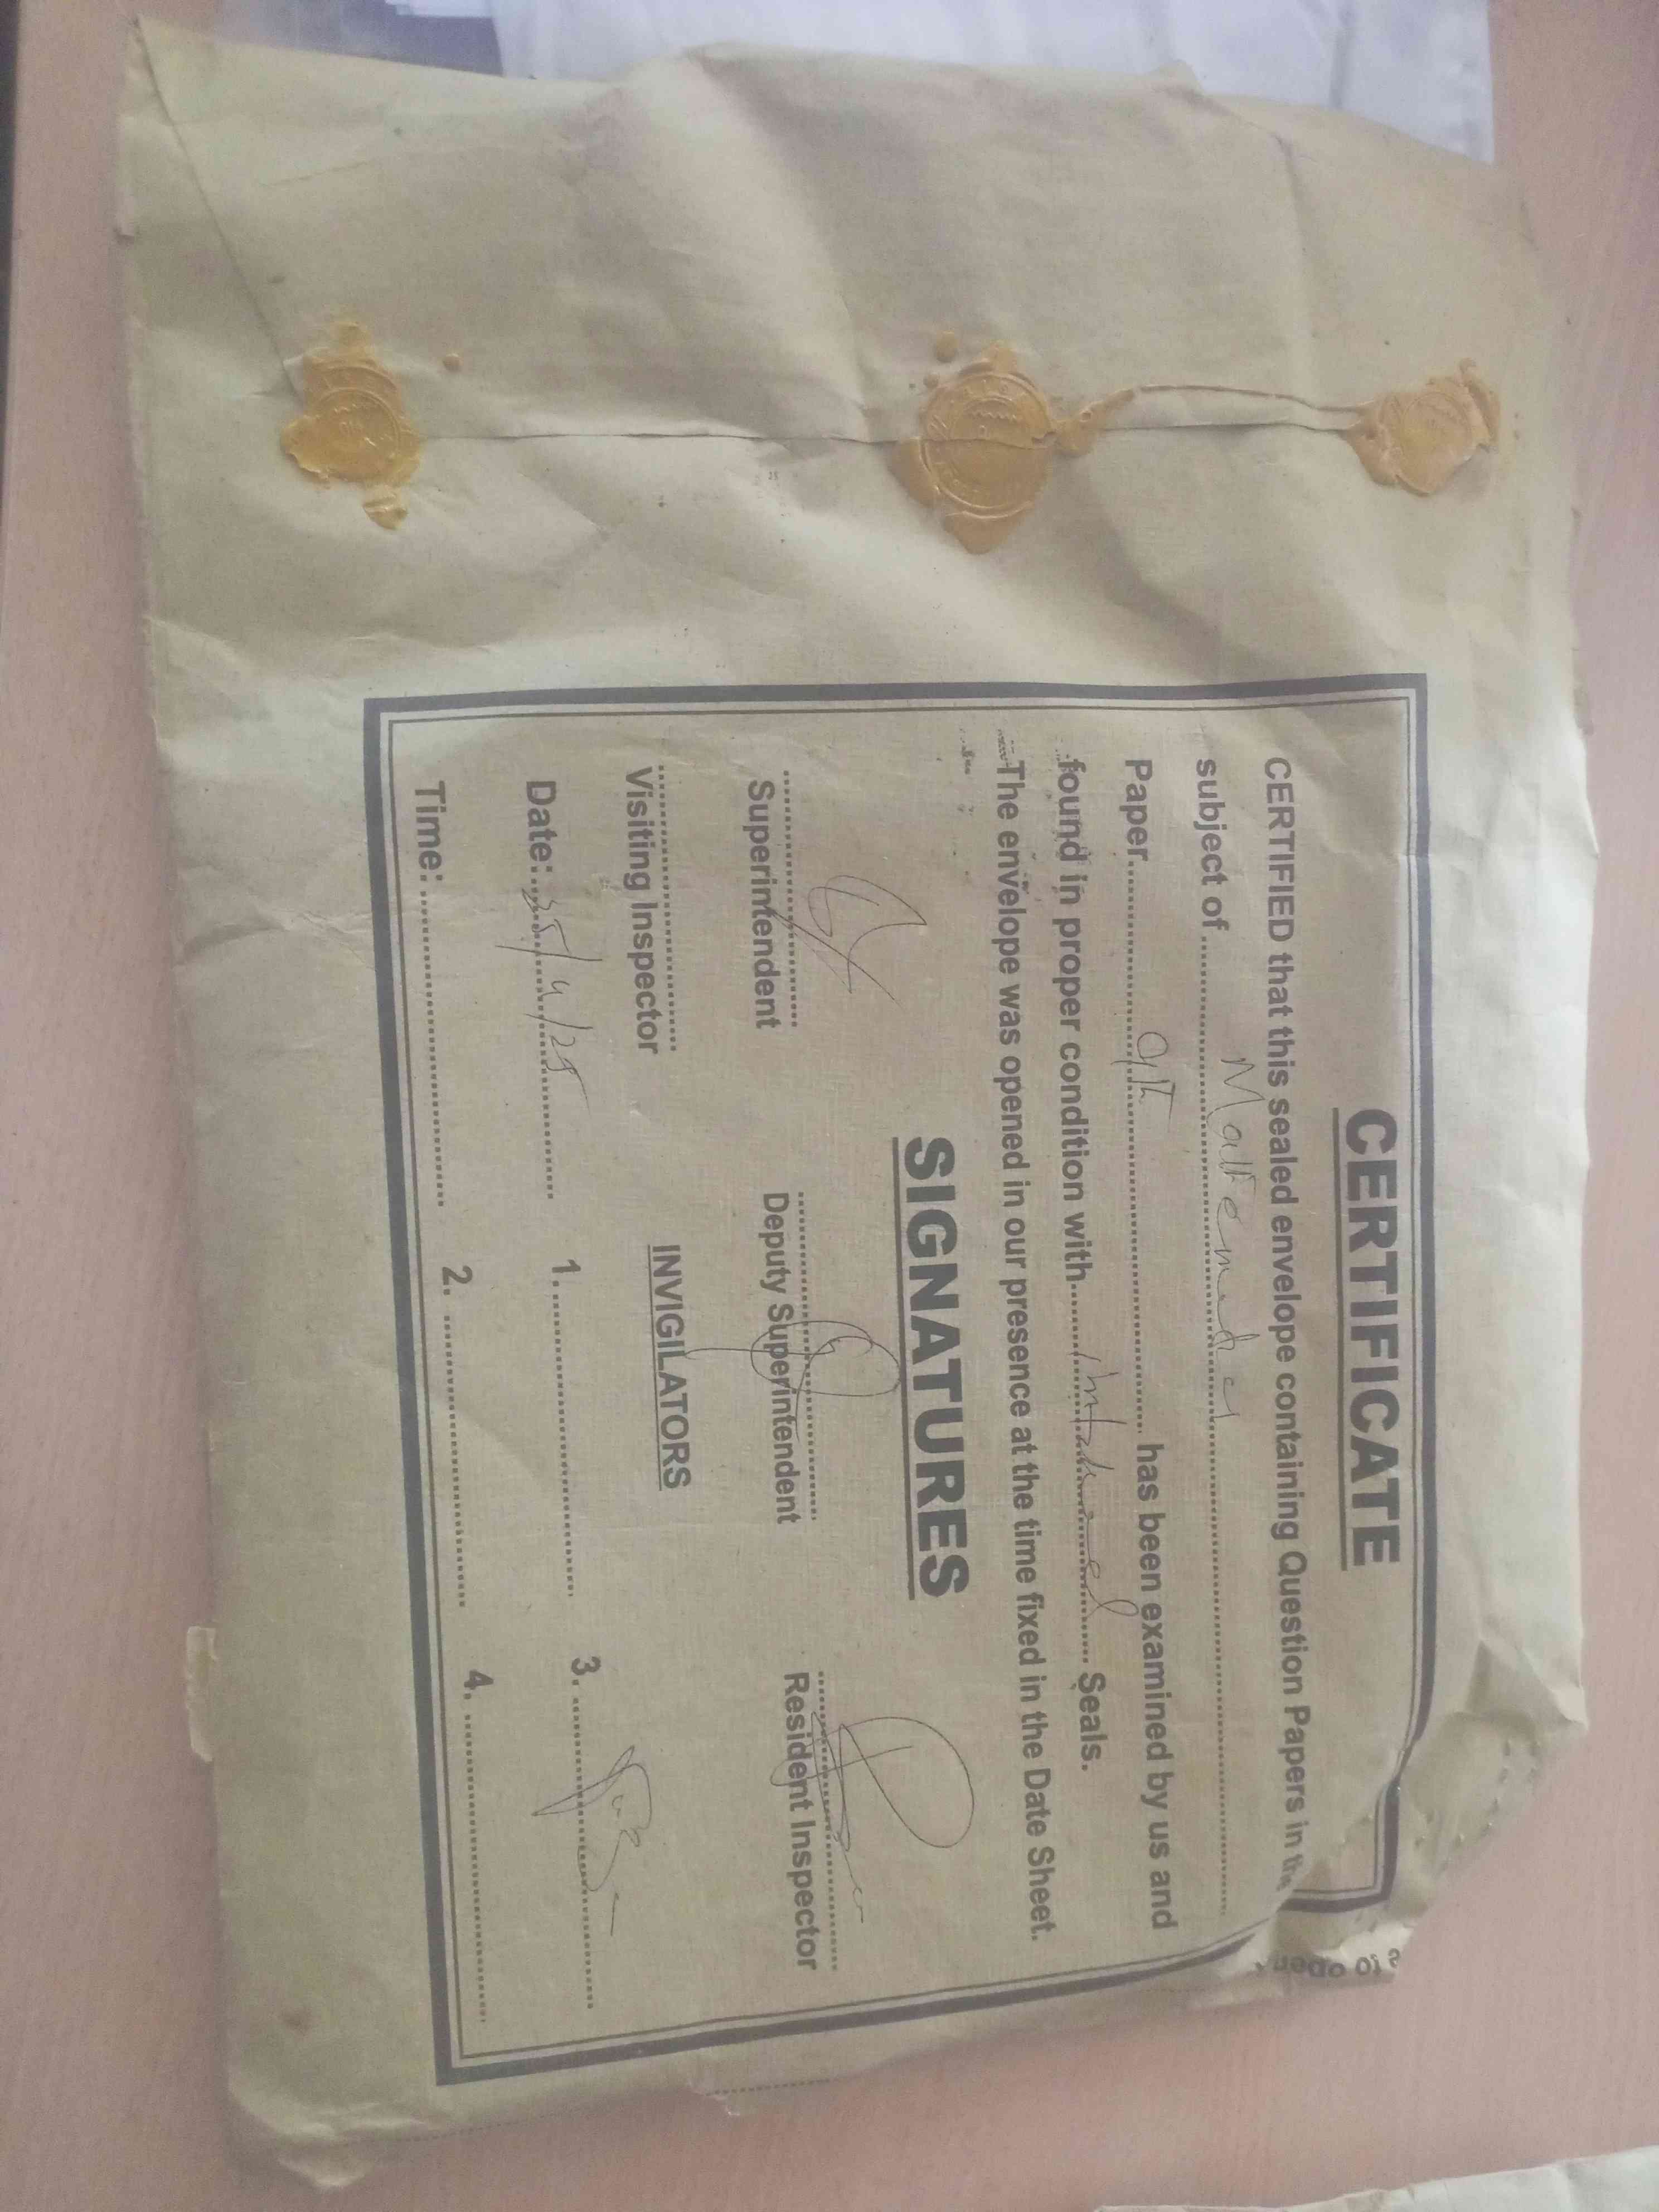 CERTIFICATE
CERTIFIED that this sealed envelope containing Question Papers in the
subject of ........ Mathematics ........
Paper........ 9th ........ has been examined by us and
found in proper condition with........ ........ Seals.
The envelope was opened in our presence at the time fixed in the Date Sheet.
SIGNATURES
Superintendent Deputy Superintendent Resident Inspector
Visiting Inspector INVIGILATORS
Date:..25/4/25........ 1. ........ 3. ........
Time: ........ 2. ........ 4. ........
to open